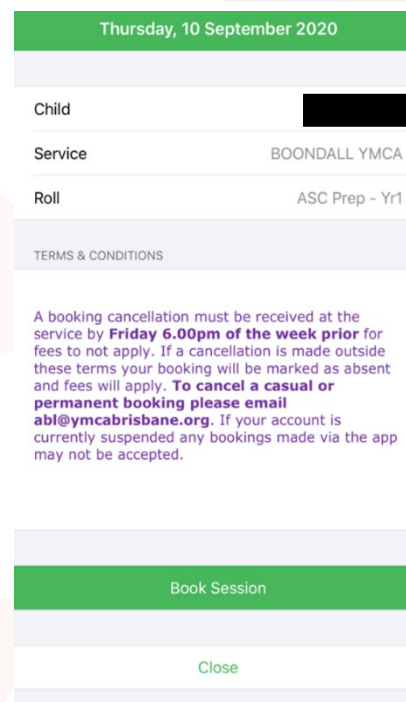 Thursday, 10 September 2020
Child
Service BOONDALL YMCA
Roll ASC Prep - Yr1
TERMS & CONDITIONS
A booking cancellation must be received at the
service by Friday 6.00pm of the week prior for
fees to not apply. If a cancellation is made outside
these terms your booking will be marked as absent
and fees will apply. To cancel a casual or
permanent booking please email
abl@ymcabrisbane.org. If your account is
currently suspended any bookings made via the app
may not be accepted.
Book Session
Close